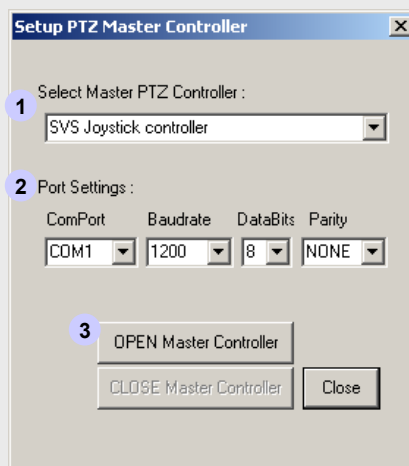 Setup PTZ Master Controller
1
Select Master PTZ Controller :
SVS Joystick controller
2 Port Settings :
ComPort Baudrate DataBits Parity
COM1 1200 8 NONE
3
OPEN Master Controller
CLOSE Master Controller Close